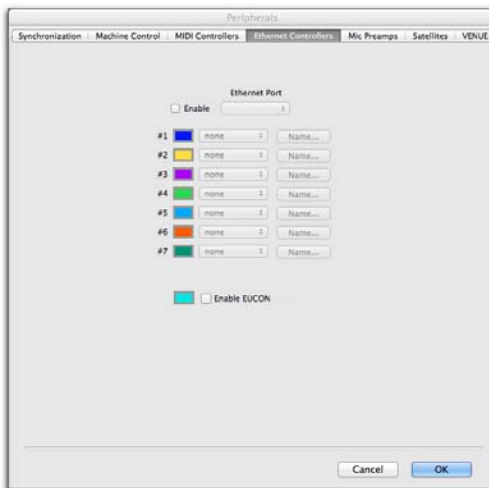 Peripherals
Synchronization Machine Control MIDI Controllers Ethernet Controllers Mic Preamps Satellites VENUE
Ethernet Port
Enable
#1 none Name...
#2 none Name...
#3 none Name...
#4 none Name...
#5 none Name...
#6 none Name...
#7 none Name...
Enable EUCON
Cancel OK